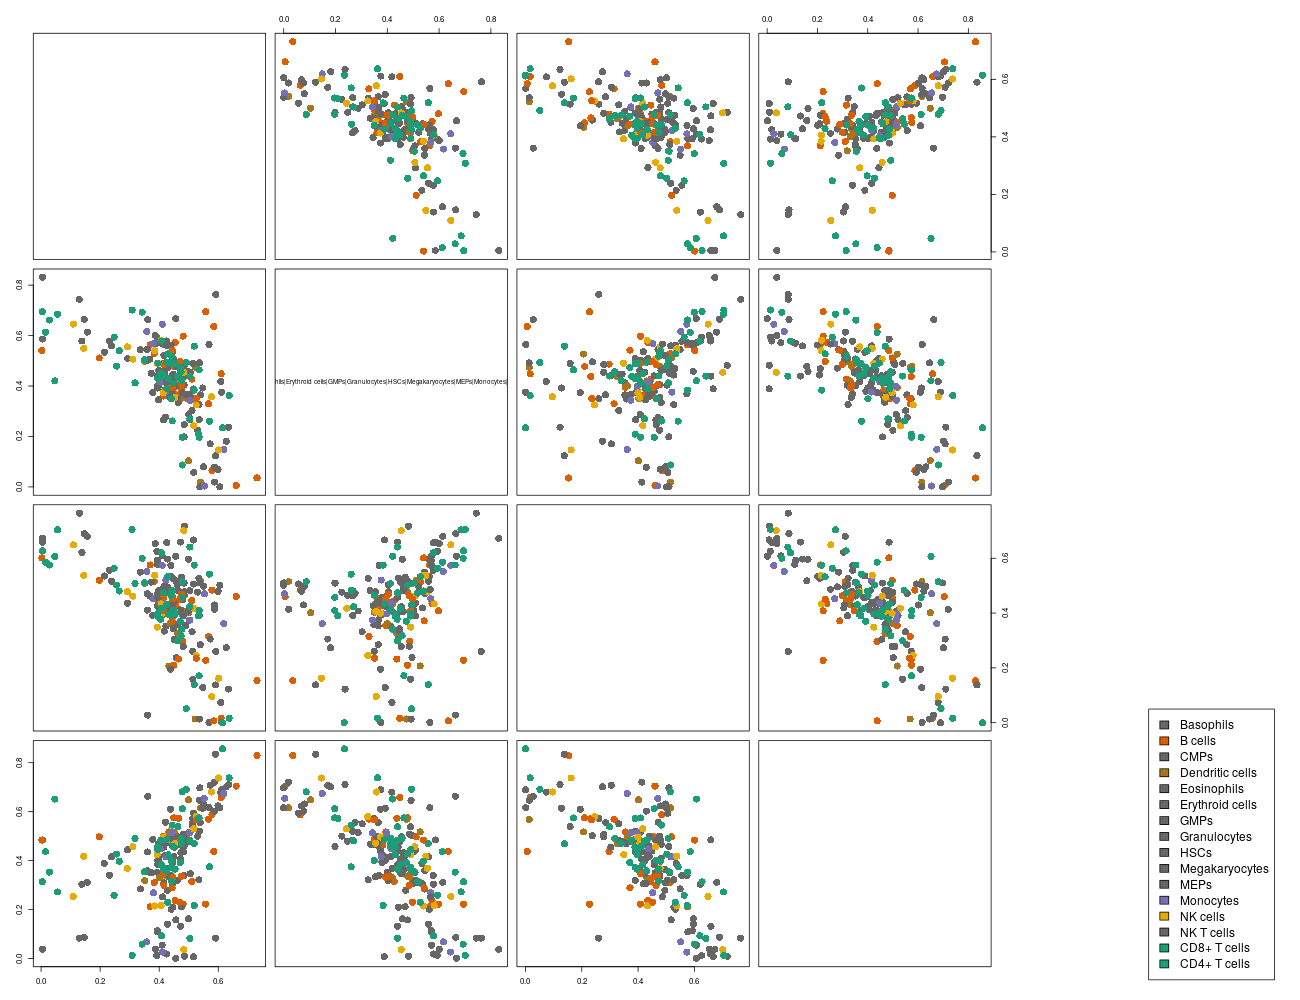 0.0 0.2 0.4 0.6 0.8
0.0 0.2 0.4 0.6 0.8
0.0 0.2 0.4 0.6
0.0 0.2 0.4 0.6 0.8
hils|Erythroid cells|GMPs|Granulocytes|HSCs|Megakaryocytes|MEPs|Monocytes|
0.0 0.2 0.4 0.6
0.0 0.2 0.4 0.6 0.8
0.0 0.2 0.4 0.6
0.0 0.2 0.4 0.6
Basophils
B cells
CMPs
Dendritic cells
Eosinophils
Erythroid cells
GMPs
Granulocytes
HSCs
Megakaryocytes
MEPs
Monocytes
NK cells
NK T cells
CD8+ T cells
CD4+ T cells